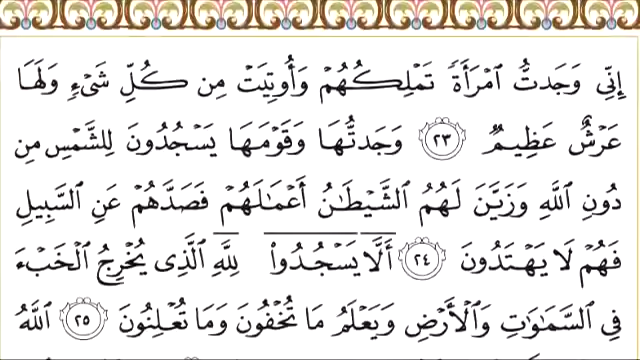 إِنِّي وَجَدتُّ ٱمۡرَأَةٗ تَمۡلِكُهُمۡ وَأُوتِيَتۡ مِن كُلِّ شَيۡءٖ وَلَهَا
عَرۡشٌ عَظِيمٞ ٢٣ وَجَدتُّهَا وَقَوۡمَهَا يَسۡجُدُونَ لِلشَّمۡسِ مِن
دُونِ ٱللَّهِ وَزَيَّنَ لَهُمُ ٱلشَّيۡطَٰنُ أَعۡمَٰلَهُمۡ فَصَدَّهُمۡ عَنِ ٱلسَّبِيلِ
فَهُمۡ لَا يَهۡتَدُونَ ٢٤ أَلَّا يَسۡجُدُواْۤ لِلَّهِ ٱلَّذِي يُخۡرِجُ ٱلۡخَبۡءَ
فِي ٱلسَّمَٰوَٰتِ وَٱلۡأَرۡضِ وَيَعۡلَمُ مَا تُخۡفُونَ وَمَا تُعۡلِنُونَ ٢٥ ٱللَّهُ